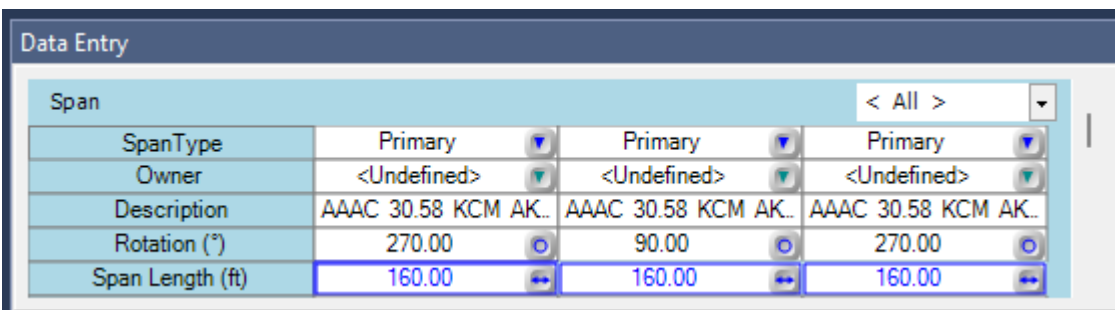 Data Entry
Span < All >
SpanType Primary Primary Primary
Owner <Undefined> <Undefined> <Undefined>
Description AAAC 30.58 KCM AK... AAAC 30.58 KCM AK... AAAC 30.58 KCM AK...
Rotation (°) 270.00 90.00 270.00
Span Length (ft) 160.00 160.00 160.00